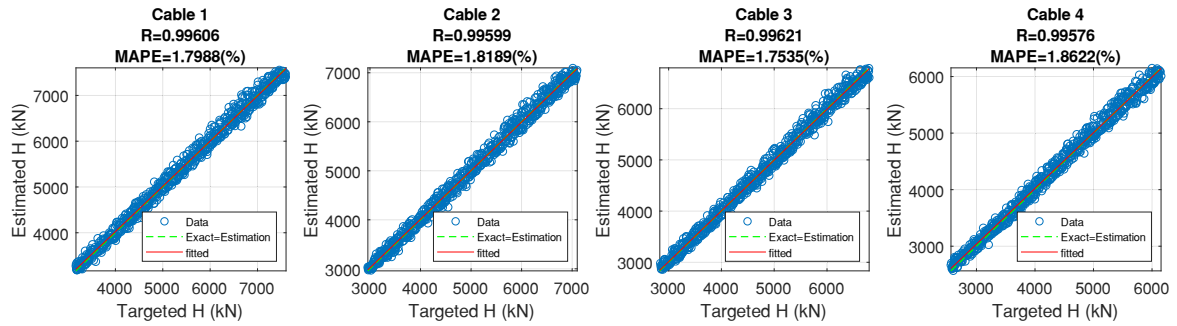 Cable 1
R=0.99606
MAPE=1.7988(%)
Estimated H (kN)
7000
6000
5000
4000
Data
Exact=Estimation
fitted
4000 5000 6000 7000
Targeted H (kN)
Cable 2
R=0.99599
MAPE=1.8189(%)
Estimated H (kN)
7000
6000
5000
4000
3000
Data
Exact=Estimation
fitted
3000 4000 5000 6000 7000
Targeted H (kN)
Cable 3
R=0.99621
MAPE=1.7535(%)
Estimated H (kN)
6000
5000
4000
3000
Data
Exact=Estimation
fitted
3000 4000 5000 6000
Targeted H (kN)
Cable 4
R=0.99576
MAPE=1.8622(%)
Estimated H (kN)
6000
5000
4000
3000
Data
Exact=Estimation
fitted
3000 4000 5000 6000
Targeted H (kN)